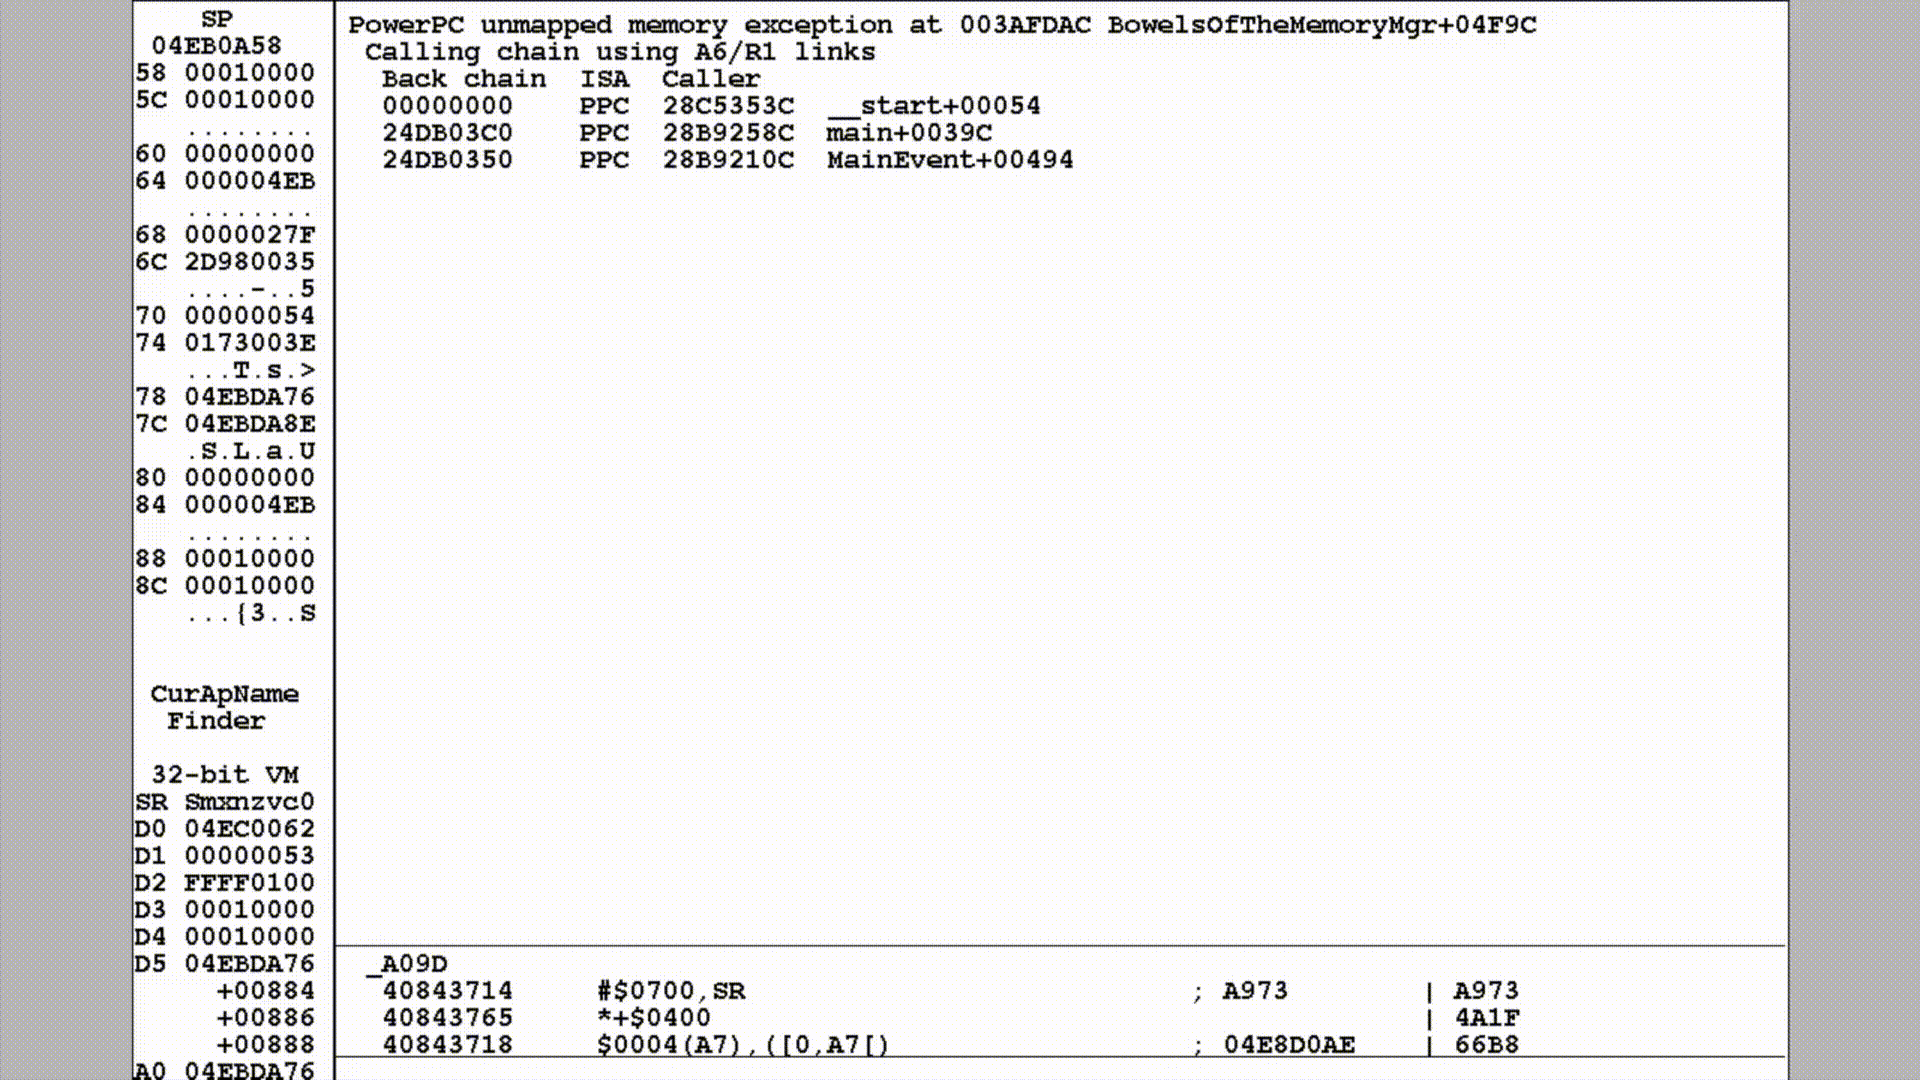 SP
04EB0A58
58 00010000
5C 00010000
........
60 00000000
64 000004EB
........
68 0000027F
6C 2D980035
....-..5
70 00000054
74 0173003E
...T.s.>
78 04EBDA76
7C 04EBDA8E
.S.L.a.U
80 00000000
84 000004EB
........
88 00010000
8C 00010000
...{3..S
CurApName
Finder
32-bit VM
SR Smxnzvc0
D0 04EC0062
D1 00000053
D2 FFFF0100
D3 00010000
D4 00010000
D5 04EBDA76
+00884
+00886
+00888
A0 04EBDA76
PowerPC unmapped memory exception at 003AFDAC BowelsOfTheMemoryMgr+04F9C
Calling chain using A6/R1 links
Back chain ISA Caller
00000000 PPC 28C5353C __start+00054
24DB03C0 PPC 28B9258C main+0039C
24DB0350 PPC 28B9210C MainEvent+00494
_A09D
40843714 #$0700,SR ; A973 | A973
40843765 *+$0400 | 4A1F
40843718 $0004(A7),([0,A7[) ; 04E8D0AE | 66B8